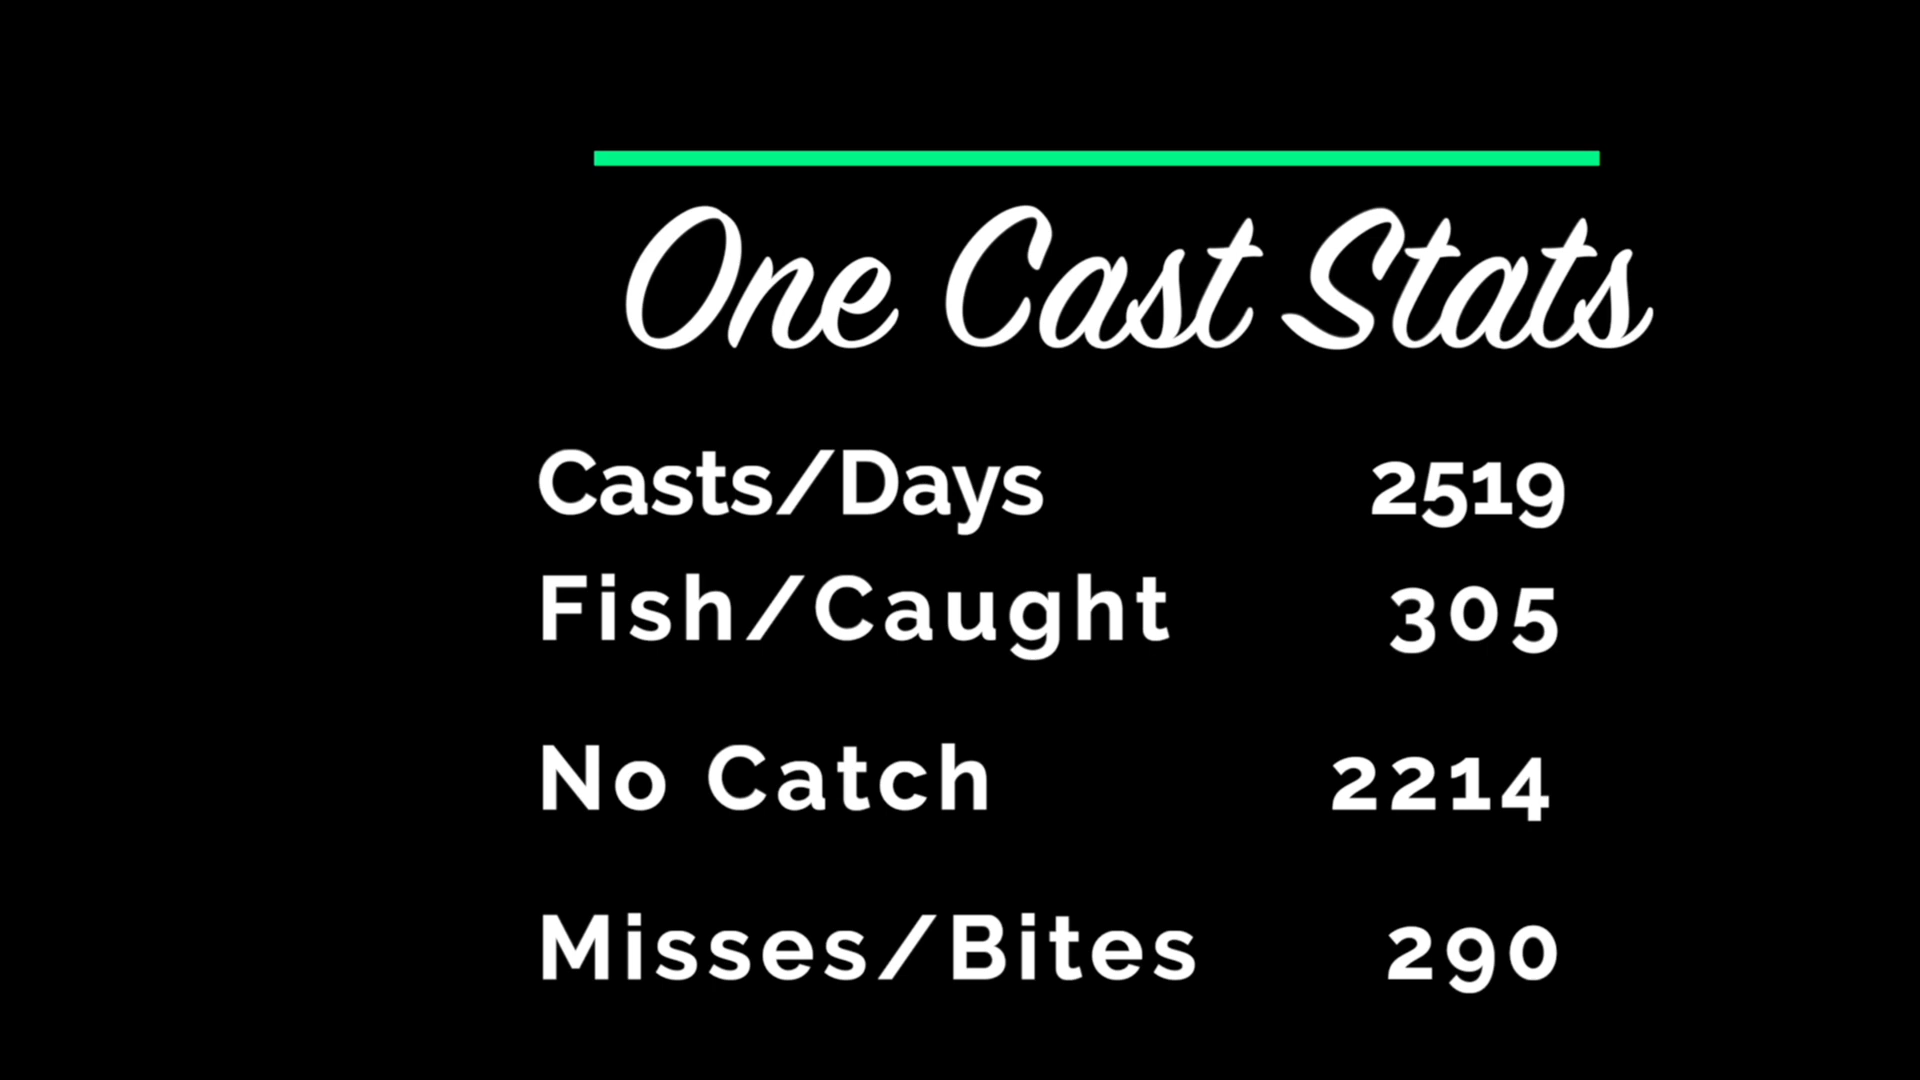 One Cast Stats
Casts/Days 2519
Fish/Caught 305
No Catch 2214
Misses/Bites 290